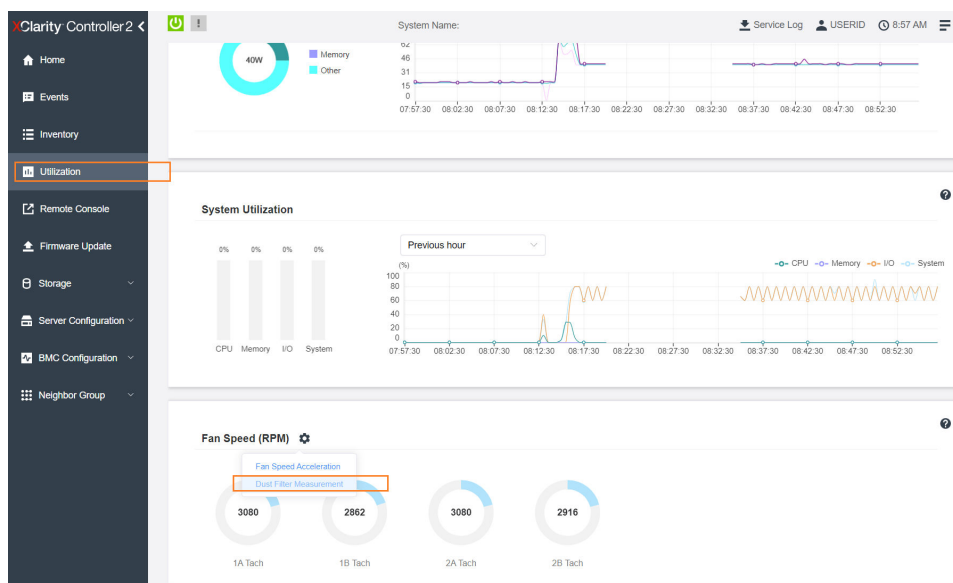 XClarity Controller 2
System Name:
Service Log
USERID
8:57 AM
Home
Events
Inventory
Utilization
Remote Console
Firmware Update
Storage
Server Configuration
BMC Configuration
Neighbor Group
40W
Memory
Other
46
31
15
0
07:57:30 08:02:30 08:07:30 08:12:30 08:17:30 08:22:30 08:27:30 08:32:30 08:37:30 08:42:30 08:47:30 08:52:30
System Utilization
0% 0% 0% 0%
CPU Memory I/O System
Previous hour
(%)
CPU Memory I/O System
100
80
60
40
20
0
07:57:30 08:02:30 08:07:30 08:12:30 08:17:30 08:22:30 08:27:30 08:32:30 08:37:30 08:42:30 08:47:30 08:52:30
Fan Speed (RPM)
Fan Speed Acceleration
Dust Filter Measurement
3080 2862 3080 2916
1A Tach 1B Tach 2A Tach 2B Tach